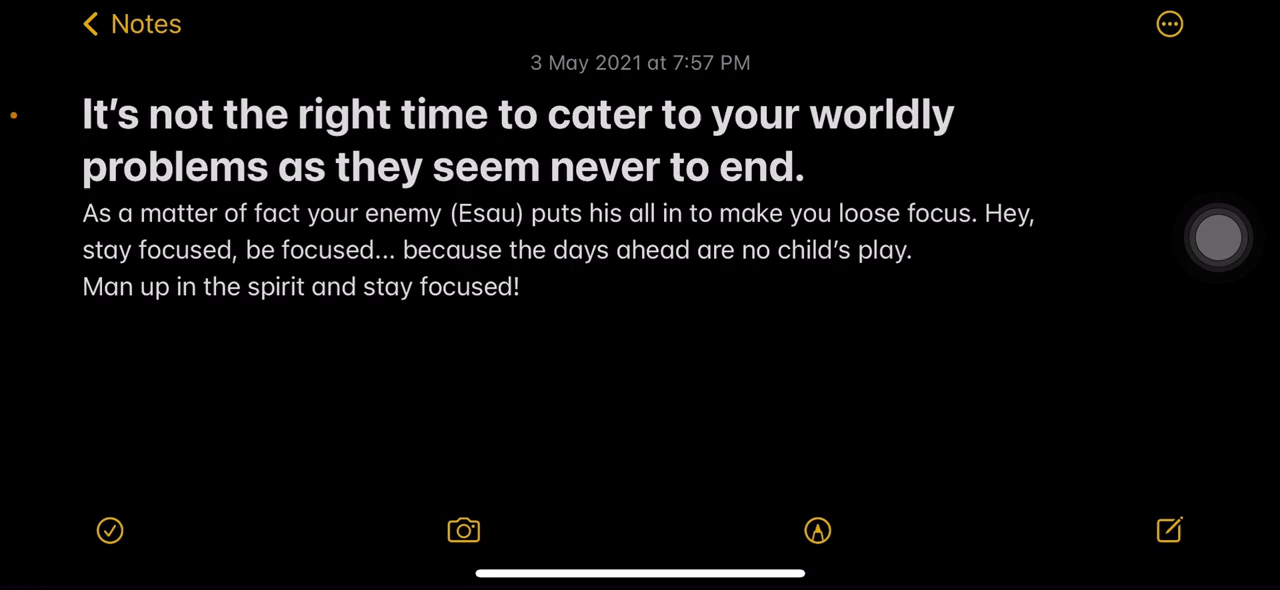 Notes
3 May 2021 at 7:57 PM
It’s not the right time to cater to your worldly
problems as they seem never to end.
As a matter of fact your enemy (Esau) puts his all in to make you loose focus. Hey,
stay focused, be focused... because the days ahead are no child’s play.
Man up in the spirit and stay focused!